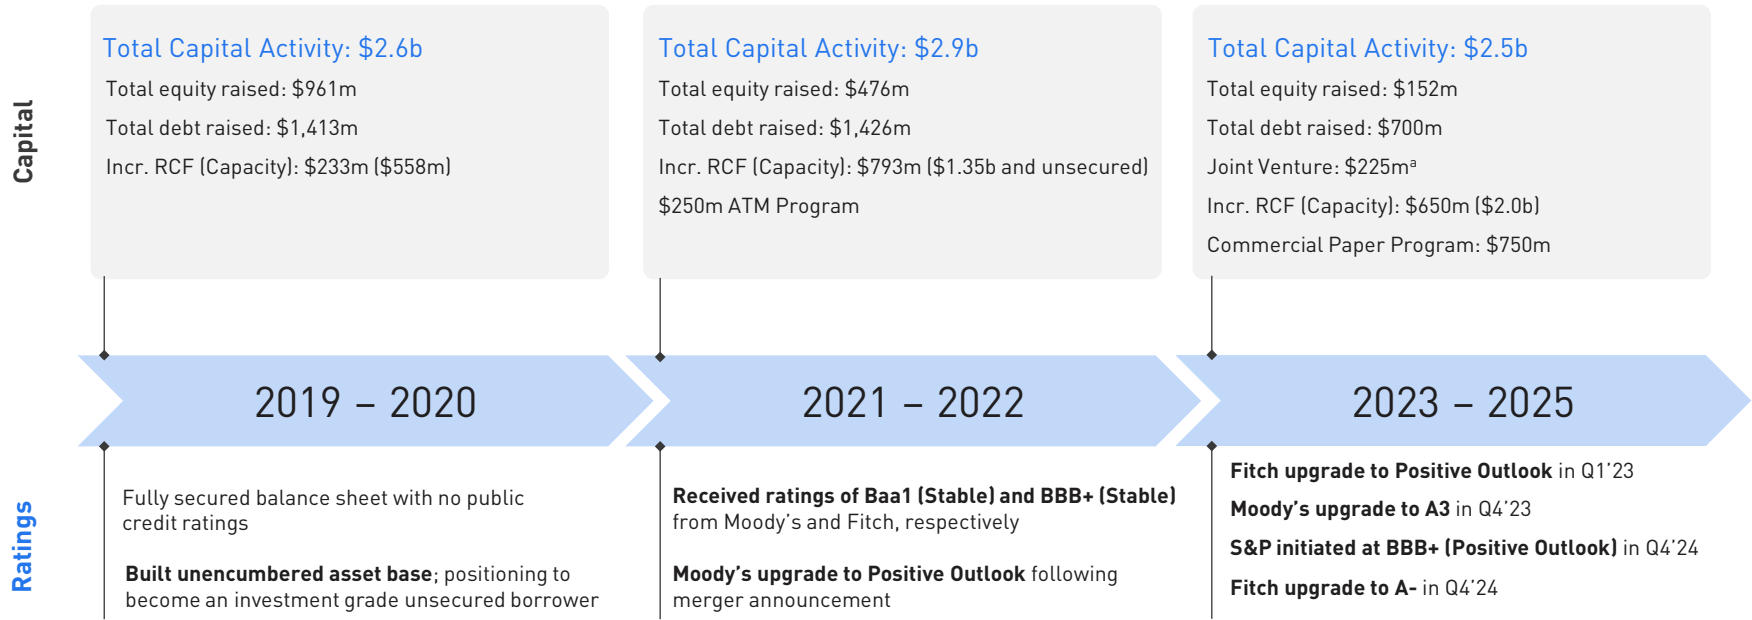 Capital
Total Capital Activity: $2.6b
Total equity raised: $961m
Total debt raised: $1,413m
Incr. RCF (Capacity): $233m ($558m)
Total Capital Activity: $2.9b
Total equity raised: $476m
Total debt raised: $1,426m
Incr. RCF (Capacity): $793m ($1.35b and unsecured)
$250m ATM Program
Total Capital Activity: $2.5b
Total equity raised: $152m
Total debt raised: $700m
Joint Venture: $225mᵃ
Incr. RCF (Capacity): $650m ($2.0b)
Commercial Paper Program: $750m
2019 – 2020
2021 – 2022
2023 – 2025
Ratings
Fully secured balance sheet with no public
credit ratings
Built unencumbered asset base; positioning to
become an investment grade unsecured borrower
Received ratings of Baa1 (Stable) and BBB+ (Stable)
from Moody’s and Fitch, respectively
Moody’s upgrade to Positive Outlook following
merger announcement
Fitch upgrade to Positive Outlook in Q1’23
Moody’s upgrade to A3 in Q4’23
S&P initiated at BBB+ (Positive Outlook) in Q4’24
Fitch upgrade to A- in Q4’24